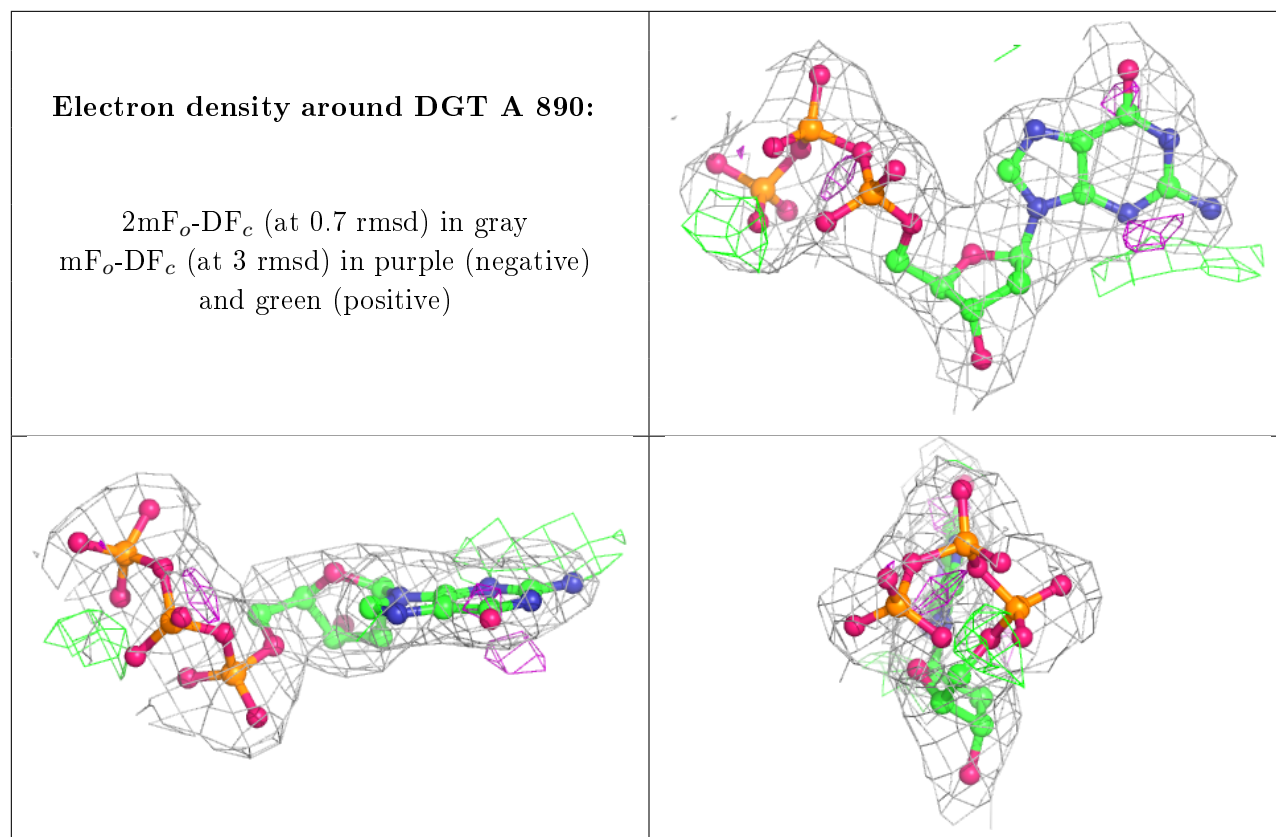 Electron density around DGT A 890:
2mFo-DFc (at 0.7 rmsd) in gray
mFo-DFc (at 3 rmsd) in purple (negative)
and green (positive)